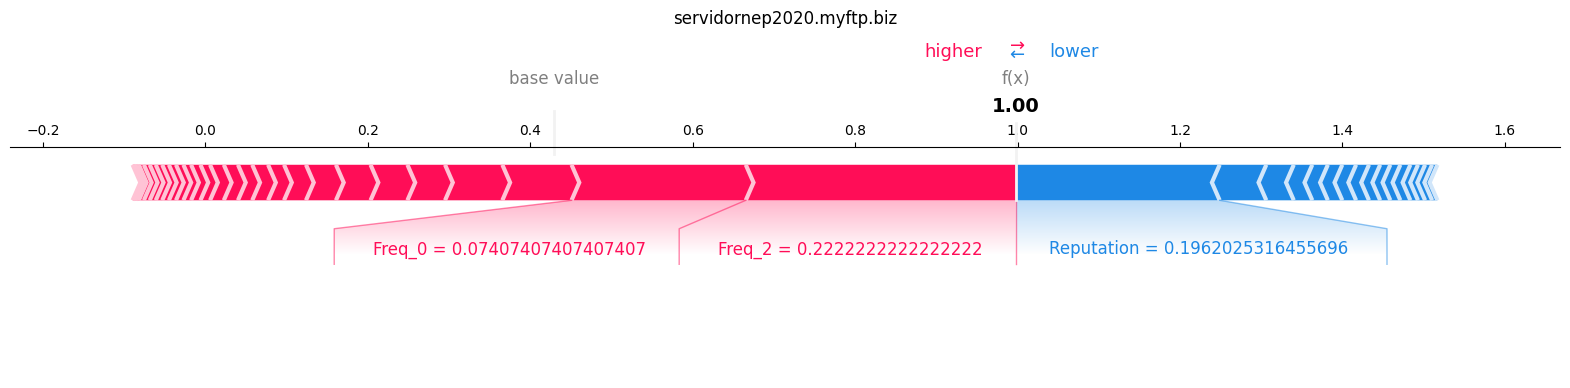 servidornep2020.myftp.biz
higher ⇄ lower
base value f(x)
1.00
−0.2 0.0 0.2 0.4 0.6 0.8 1.0 1.2 1.4 1.6
Freq_0 = 0.07407407407407407 Freq_2 = 0.2222222222222222 Reputation = 0.1962025316455696